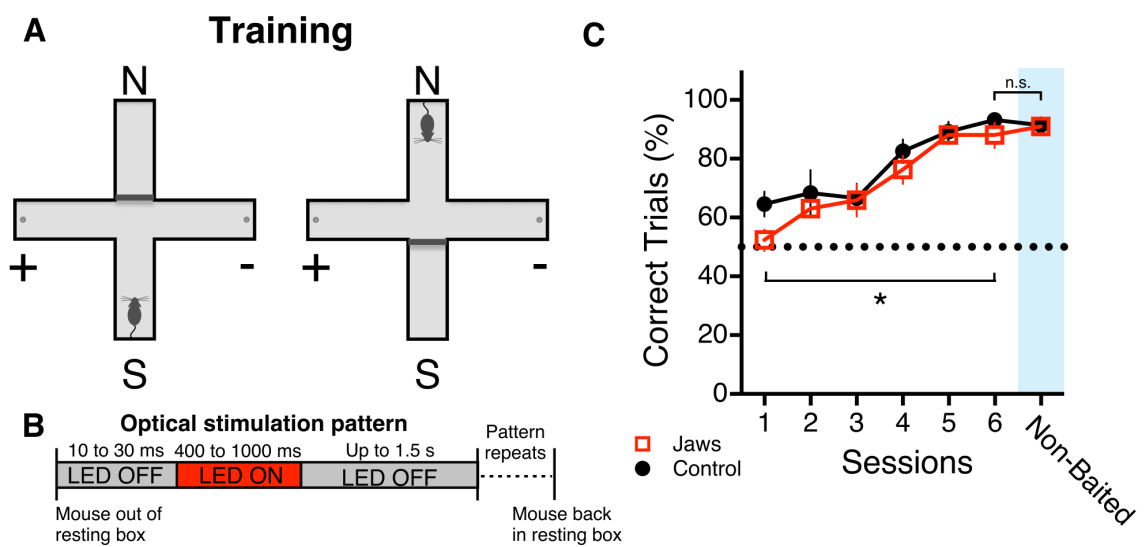 A
Training
N
+
-
S
N
+
-
S
B
Optical stimulation pattern
10 to 30 ms
400 to 1000 ms
Up to 1.5 s
Pattern
repeats
LED OFF
LED ON
LED OFF
Mouse out of
resting box
Mouse back
in resting box
C
Correct Trials (%)
100
80
60
40
20
0
n.s.
*
1
2
3
4
5
6
Non-Baited
Sessions
Jaws
Control